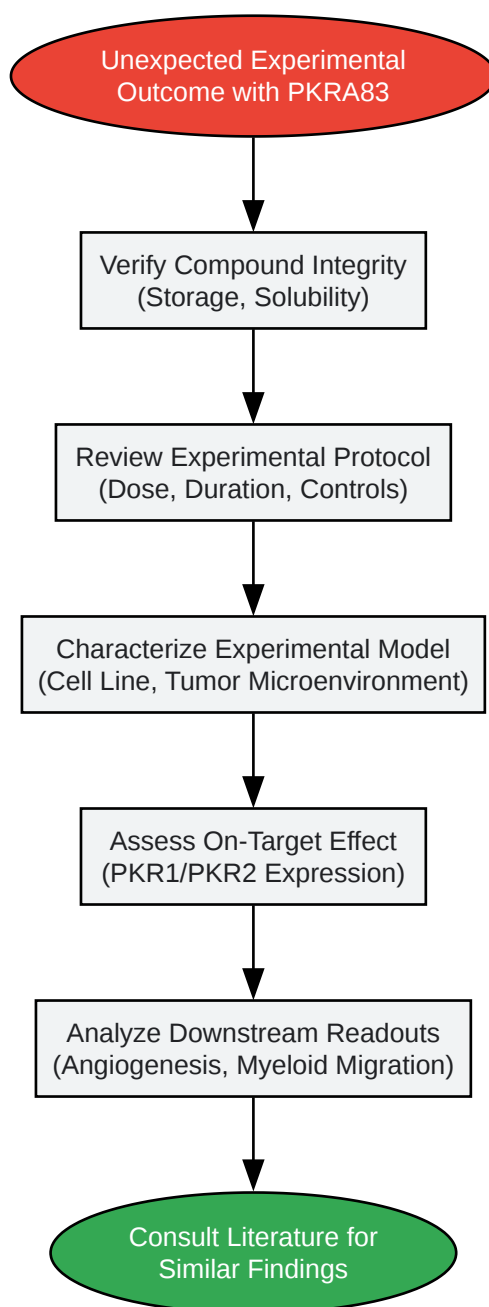 Unexpected Experimental
Outcome with PKRA83
Verify Compound Integrity
(Storage, Solubility)
Review Experimental Protocol
(Dose, Duration, Controls)
Characterize Experimental Model
(Cell Line, Tumor Microenvironment)
Assess On-Target Effect
(PKR1/PKR2 Expression)
Analyze Downstream Readouts
(Angiogenesis, Myeloid Migration)
Consult Literature for
Similar Findings